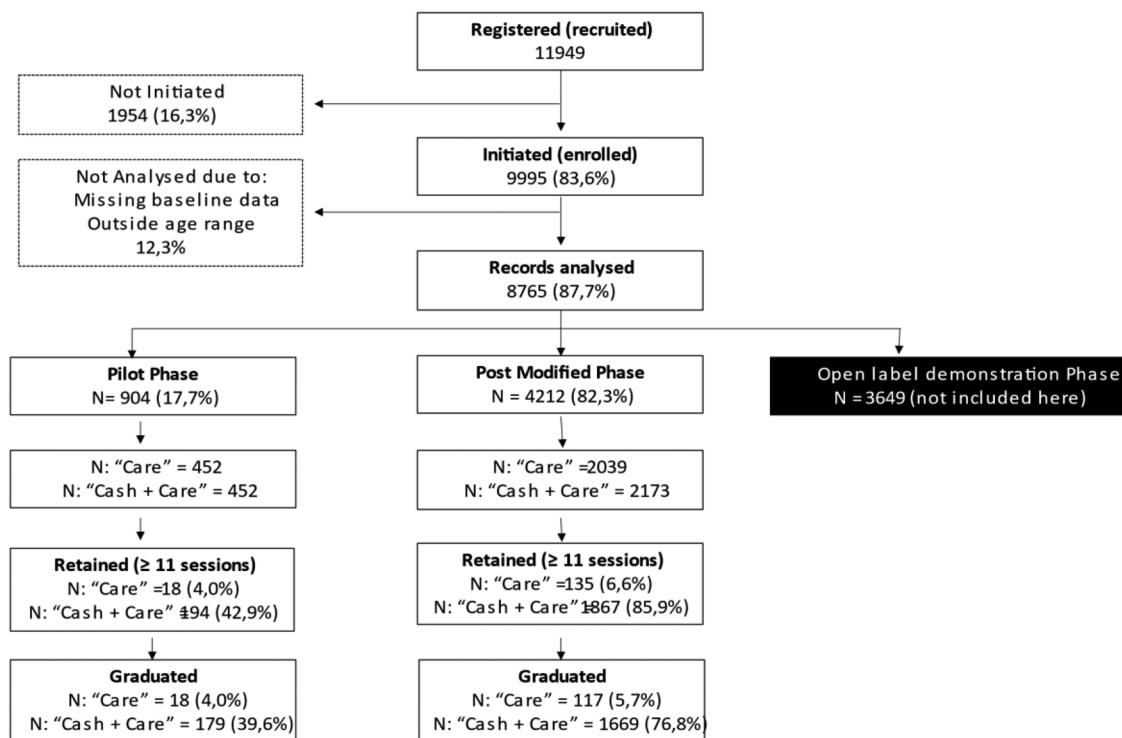 Registered (recruited)
11949
Not Initiated
1954 (16,3%)
Initiated (enrolled)
9995 (83,6%)
Not Analysed due to:
Missing baseline data
Outside age range
12,3%
Records analysed
8765 (87,7%)
Pilot Phase
N= 904 (17,7%)
Post Modified Phase
N = 4212 (82,3%)
Open label demonstration Phase
N = 3649 (not included here)
N: “Care” = 452
N: “Cash + Care” = 452
N: “Care” =2039
N: “Cash + Care” = 2173
Retained (≥ 11 sessions)
N: “Care” =18 (4,0%)
N: “Cash + Care” =194 (42,9%)
Retained (≥ 11 sessions)
N: “Care” =135 (6,6%)
N: “Cash + Care” =1867 (85,9%)
Graduated
N: “Care” = 18 (4,0%)
N: “Cash + Care” = 179 (39,6%)
Graduated
N: “Care” = 117 (5,7%)
N: “Cash + Care” = 1669 (76,8%)